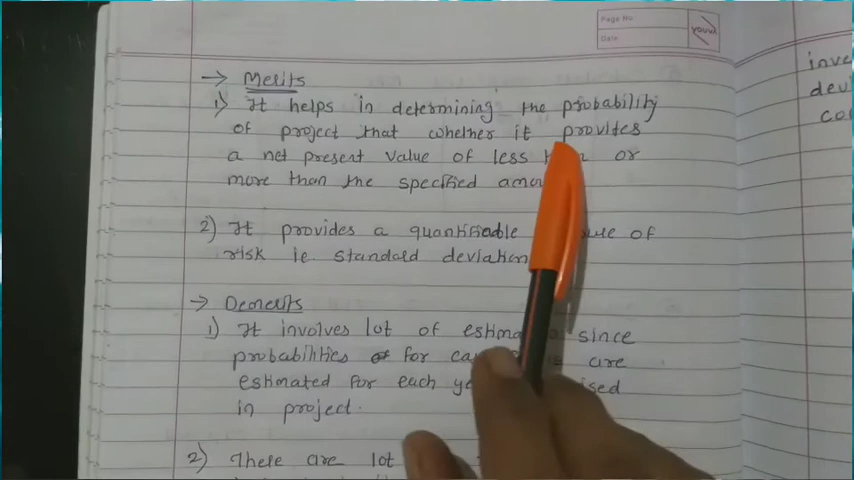 Page No.
Date
YOUVA
→ Merits
1) It helps in determining the probability
of project that whether it provides
a net present value of less or
more than the specified
2) It provides a quantifiable of
risk ie. standard deviation
→ Demerits
1) It involves lot of since
probabilities for are
estimated for each
in project.
2) There are lot
inve
dev
co